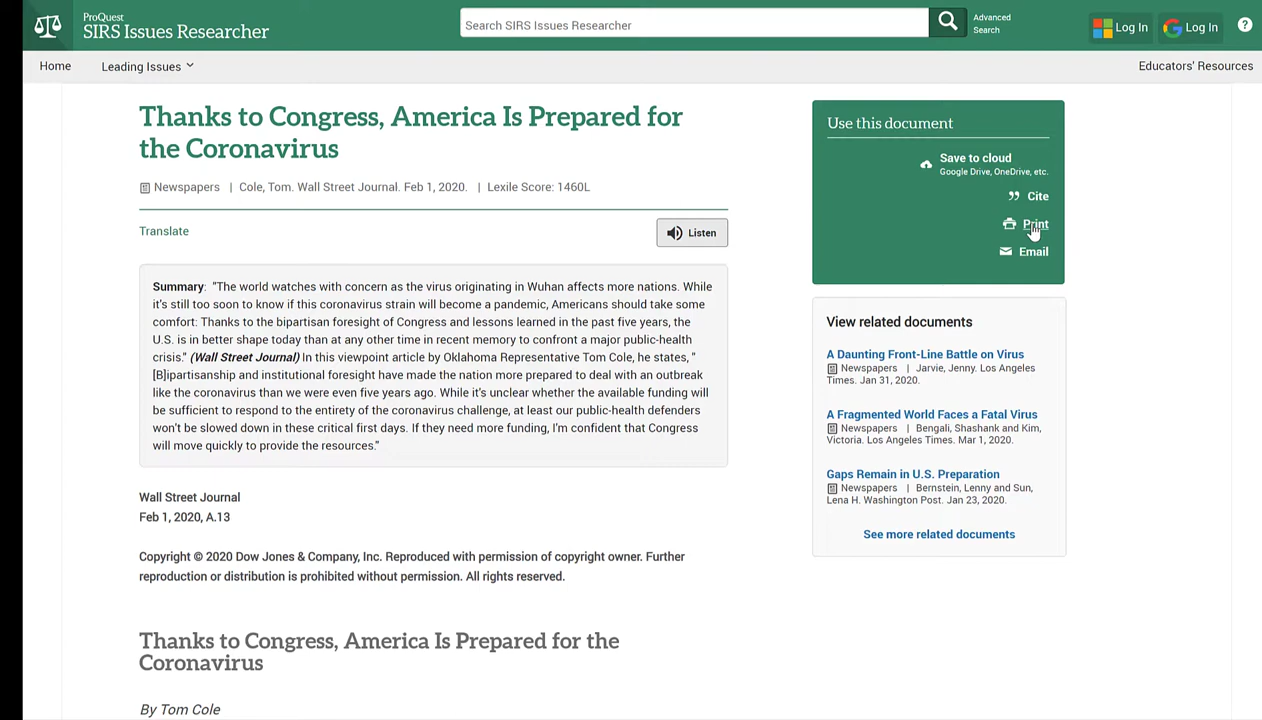 ProQuest
SIRS Issues Researcher
Search SIRS Issues Researcher
Advanced
Search
Log In
Log In
?
Home
Leading Issues
Educators' Resources
Thanks to Congress, America Is Prepared for
the Coronavirus
Newspapers | Cole, Tom. Wall Street Journal. Feb 1, 2020. | Lexile Score: 1460L
Translate
Listen
Summary: "The world watches with concern as the virus originating in Wuhan affects more nations. While
it's still too soon to know if this coronavirus strain will become a pandemic, Americans should take some
comfort: Thanks to the bipartisan foresight of Congress and lessons learned in the past five years, the
U.S. is in better shape today than at any other time in recent memory to confront a major public-health
crisis." (Wall Street Journal) In this viewpoint article by Oklahoma Representative Tom Cole, he states, "
[B]ipartisanship and institutional foresight have made the nation more prepared to deal with an outbreak
like the coronavirus than we were even five years ago. While it's unclear whether the available funding will
be sufficient to respond to the entirety of the coronavirus challenge, at least our public-health defenders
won't be slowed down in these critical first days. If they need more funding, I'm confident that Congress
will move quickly to provide the resources."
Wall Street Journal
Feb 1, 2020, A.13
Copyright © 2020 Dow Jones & Company, Inc. Reproduced with permission of copyright owner. Further
reproduction or distribution is prohibited without permission. All rights reserved.
Thanks to Congress, America Is Prepared for the
Coronavirus
By Tom Cole
Use this document
Save to cloud
Google Drive, OneDrive, etc.
Cite
Print
Email
View related documents
A Daunting Front-Line Battle on Virus
Newspapers | Jarvie, Jenny. Los Angeles
Times. Jan 31, 2020.
A Fragmented World Faces a Fatal Virus
Newspapers | Bengali, Shashank and Kim,
Victoria. Los Angeles Times. Mar 1, 2020.
Gaps Remain in U.S. Preparation
Newspapers | Bernstein, Lenny and Sun,
Lena H. Washington Post. Jan 23, 2020.
See more related documents